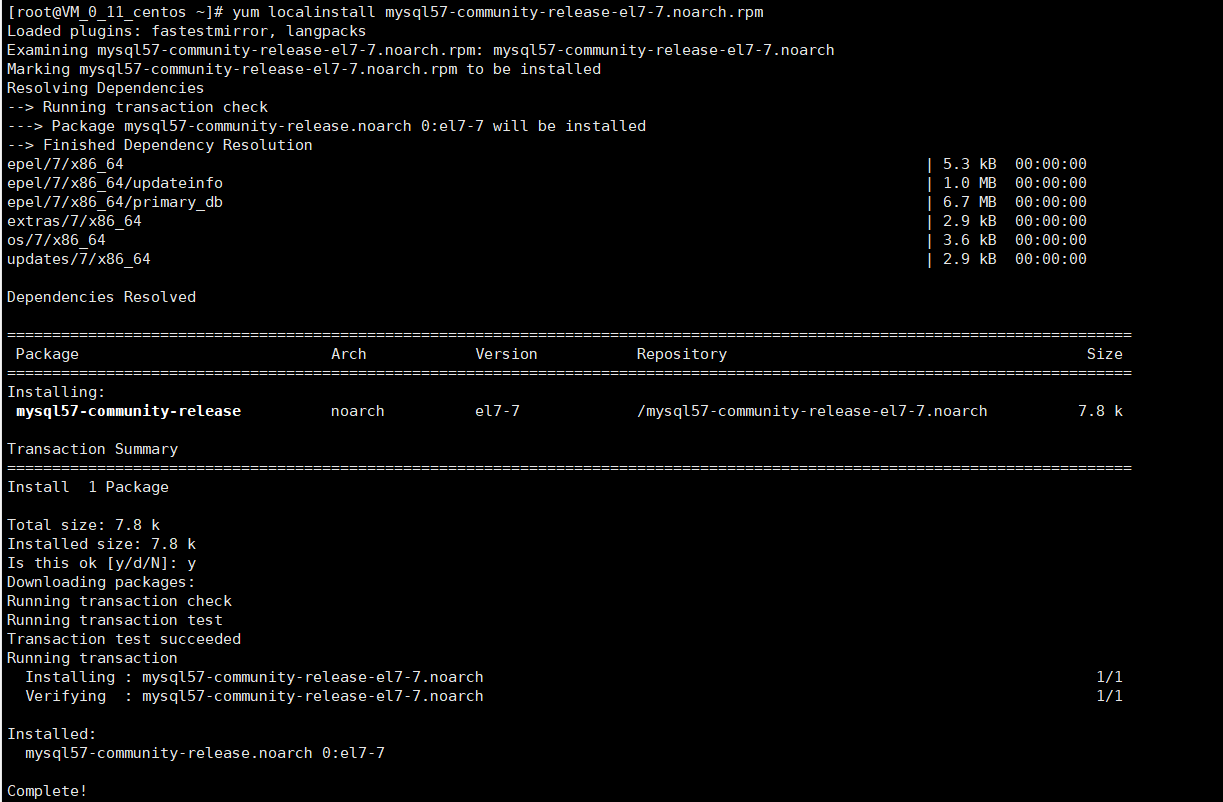 [root@VM_0_11_centos ~]# yum localinstall mysql57-community-release-el7-7.noarch.rpm
Loaded plugins: fastestmirror, langpacks
Examining mysql57-community-release-el7-7.noarch.rpm: mysql57-community-release-el7-7.noarch
Marking mysql57-community-release-el7-7.noarch.rpm to be installed
Resolving Dependencies
--> Running transaction check
---> Package mysql57-community-release.noarch 0:el7-7 will be installed
--> Finished Dependency Resolution
epel/7/x86_64 | 5.3 kB 00:00:00
epel/7/x86_64/updateinfo | 1.0 MB 00:00:00
epel/7/x86_64/primary_db | 6.7 MB 00:00:00
extras/7/x86_64 | 2.9 kB 00:00:00
os/7/x86_64 | 3.6 kB 00:00:00
updates/7/x86_64 | 2.9 kB 00:00:00
Dependencies Resolved
=============================================================================================================================
Package Arch Version Repository Size
=============================================================================================================================
Installing:
mysql57-community-release noarch el7-7 /mysql57-community-release-el7-7.noarch 7.8 k
Transaction Summary
=============================================================================================================================
Install 1 Package
Total size: 7.8 k
Installed size: 7.8 k
Is this ok [y/d/N]: y
Downloading packages:
Running transaction check
Running transaction test
Transaction test succeeded
Running transaction
Installing : mysql57-community-release-el7-7.noarch 1/1
Verifying : mysql57-community-release-el7-7.noarch 1/1
Installed:
mysql57-community-release.noarch 0:el7-7
Complete!